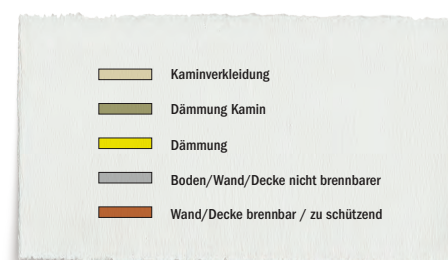 Kaminverkleidung
Dämmung Kamin
Dämmung
Boden/Wand/Decke nicht brennbarer
Wand/Decke brennbar / zu schützend